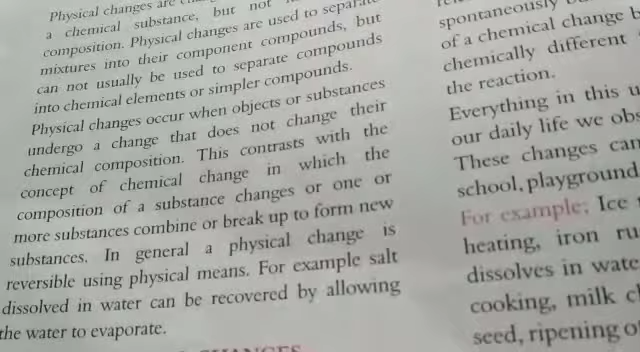 Physical changes are
a chemical substance, but not
composition. Physical changes are used to separate
mixtures into their component compounds, but
can not usually be used to separate compounds
into chemical elements or simpler compounds.
Physical changes occur when objects or substances
undergo a change that does not change their
chemical composition. This contrasts with the
concept of chemical change in which the
composition of a substance changes or one or
more substances combine or break up to form new
substances. In general a physical change is
reversible using physical means. For example salt
dissolved in water can be recovered by allowing
the water to evaporate.
CHANGES
spontaneously
of a chemical change
chemically different
the reaction.
Everything in this
our daily life we
These changes can
school, playground
For example: Ice
heating, iron
dissolves in
cooking, milk
seed, ripening